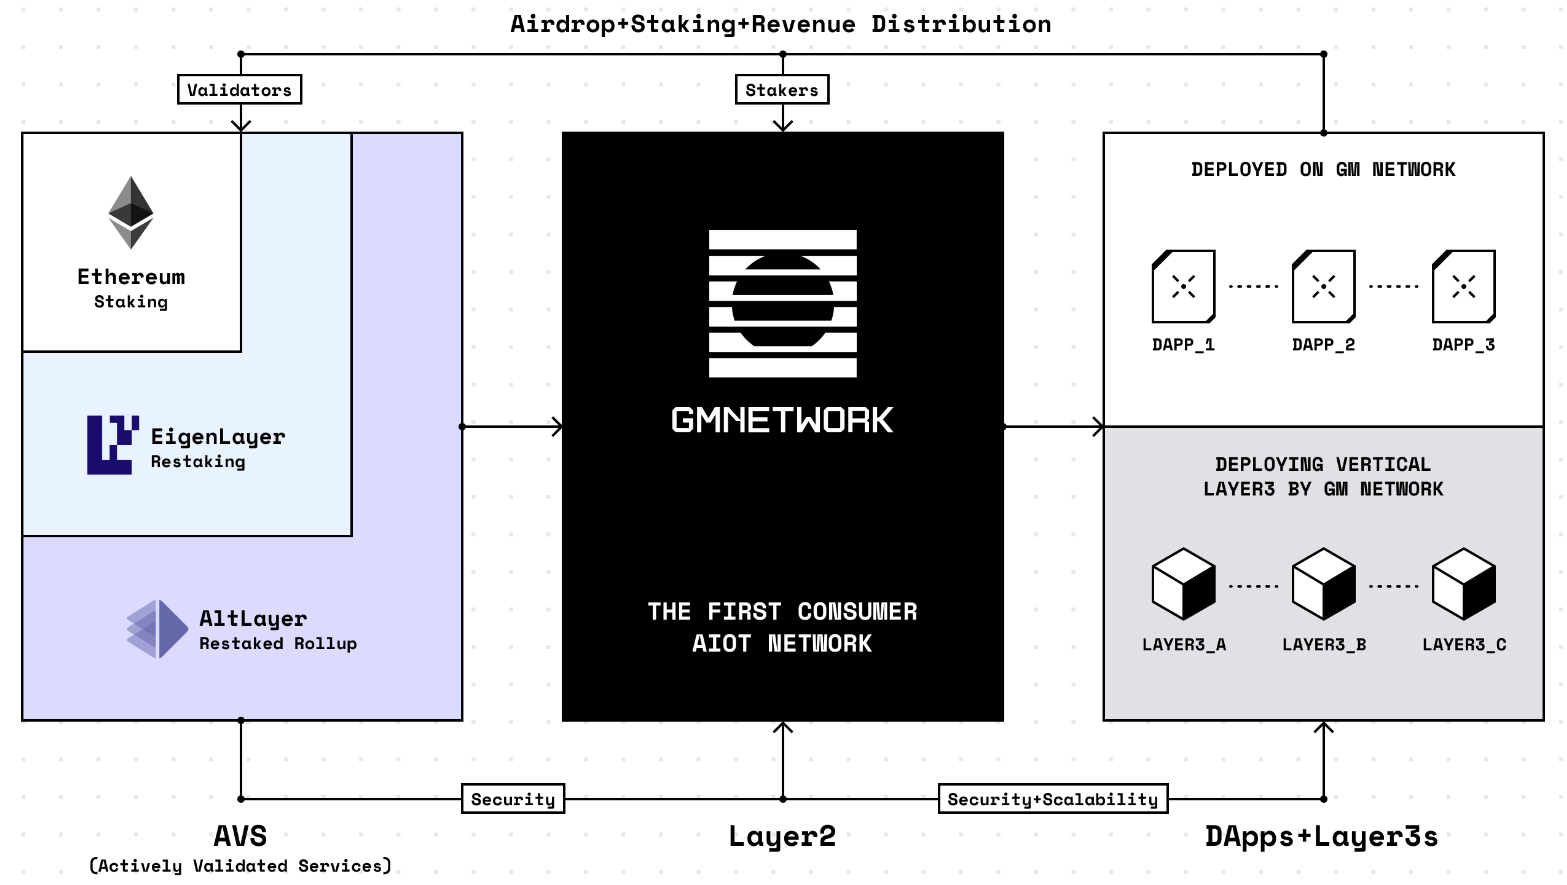 Airdrop+Staking+Revenue Distribution
Validators
Stakers
Ethereum
Staking
EigenLayer
Restaking
AltLayer
Restaked Rollup
GMNETWORK
THE FIRST CONSUMER
AIOT NETWORK
DEPLOYED ON GM NETWORK
DAPP_1
DAPP_2
DAPP_3
DEPLOYING VERTICAL
LAYER3 BY GM NETWORK
LAYER3_A
LAYER3_B
LAYER3_C
Security
Security+Scalability
AVS
(Actively Validated Services)
Layer2
DApps+Layer3s